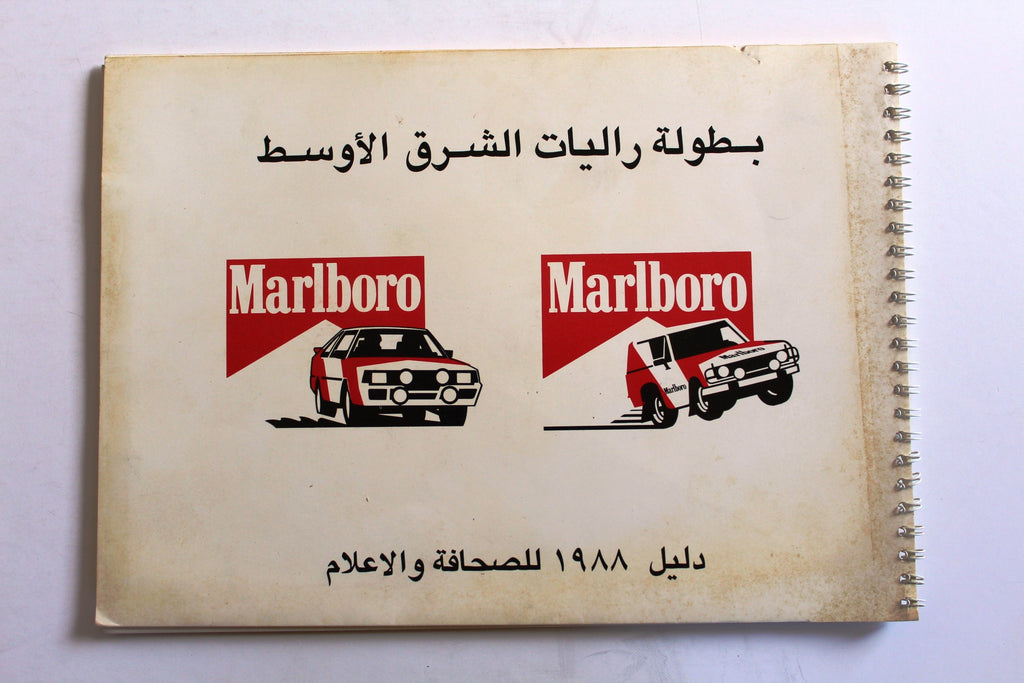 بطولة راليات الشرق الأوسط
Marlboro
Marlboro
Marlboro
Marlboro
دليل ١٩٨٨ للصحافة والاعلام